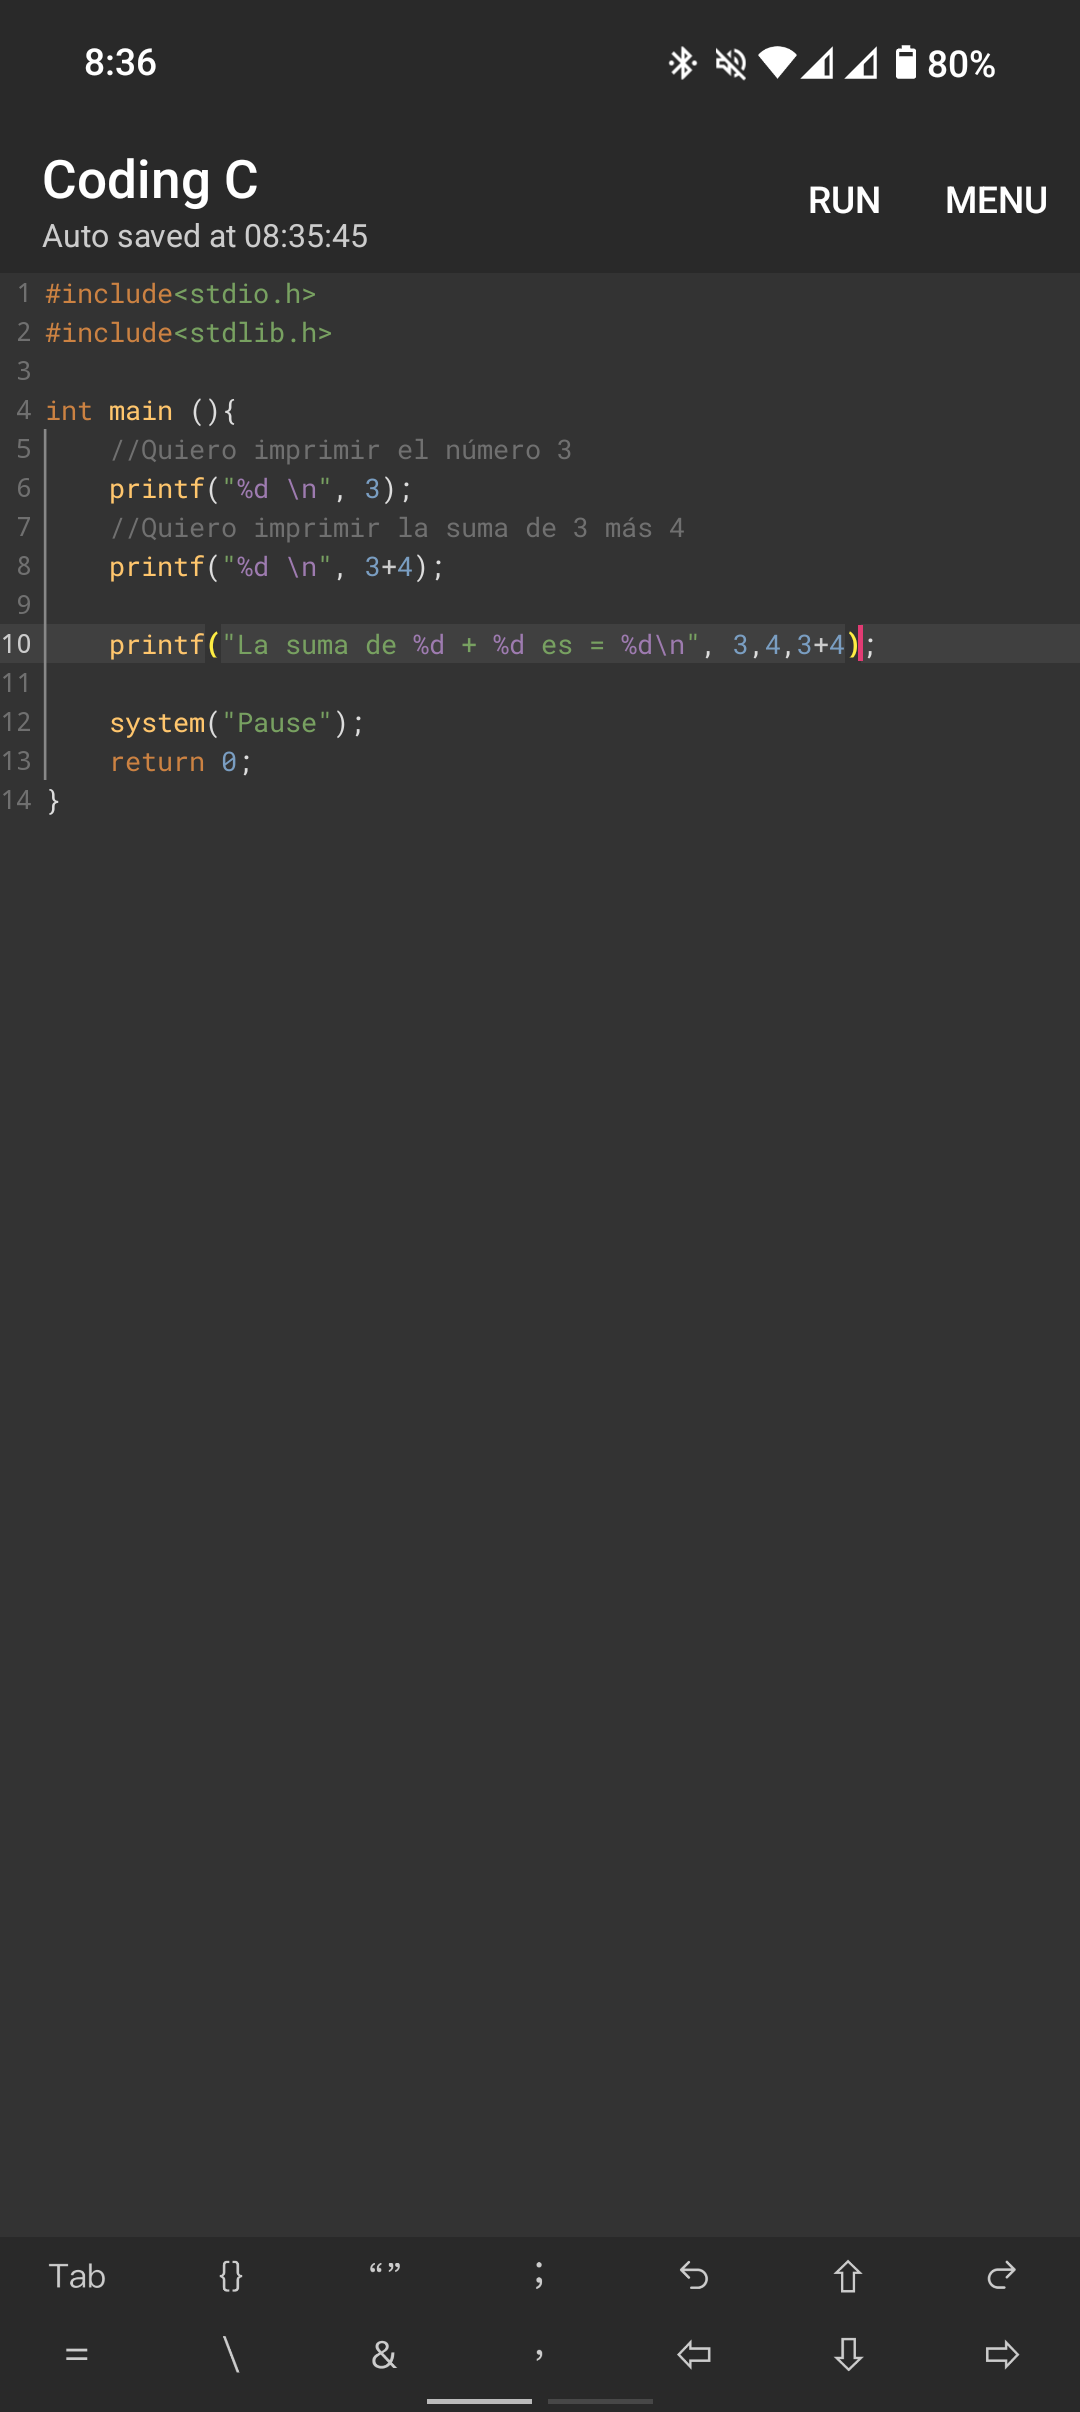 8:36 80%
Coding C
Auto saved at 08:35:45
RUN MENU
1 #include<stdio.h>
2 #include<stdlib.h>
3
4 int main (){
5     //Quiero imprimir el número 3
6     printf("%d \n", 3);
7     //Quiero imprimir la suma de 3 más 4
8     printf("%d \n", 3+4);
9
10     printf("La suma de %d + %d es = %d\n", 3,4,3+4);
11
12     system("Pause");
13     return 0;
14 }
Tab {} “” ;
= \ & ,